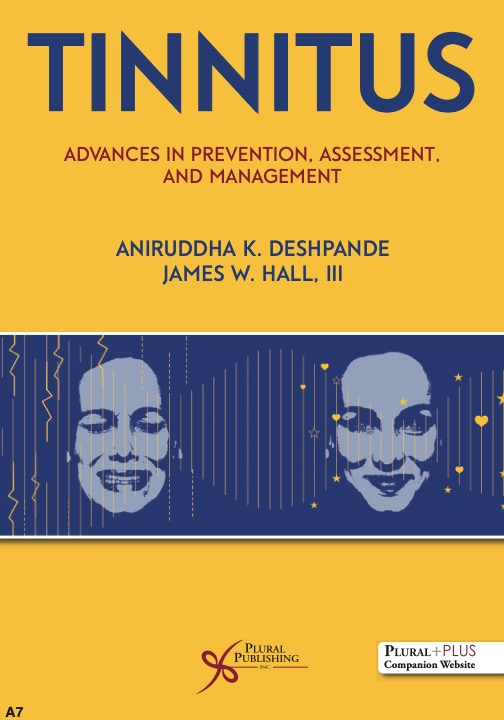 TINNITUS
ADVANCES IN PREVENTION, ASSESSMENT,
AND MANAGEMENT
ANIRUDDHA K. DESHPANDE
JAMES W. HALL, III
PLURAL
PUBLISHING
INC.
PLURAL+PLUS
Companion Website
A7